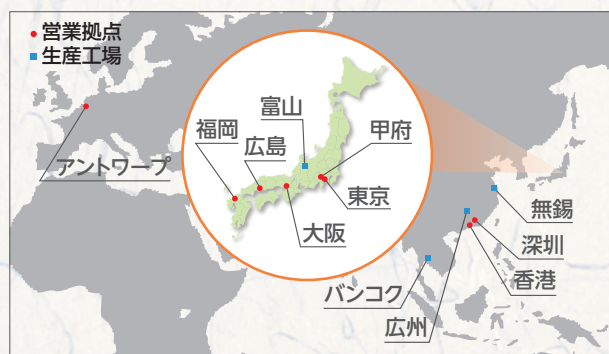 営業拠点
生産工場
富山
福岡
広島
甲府
東京
大阪
アントワープ
無錫
深圳
香港
バンコク
広州